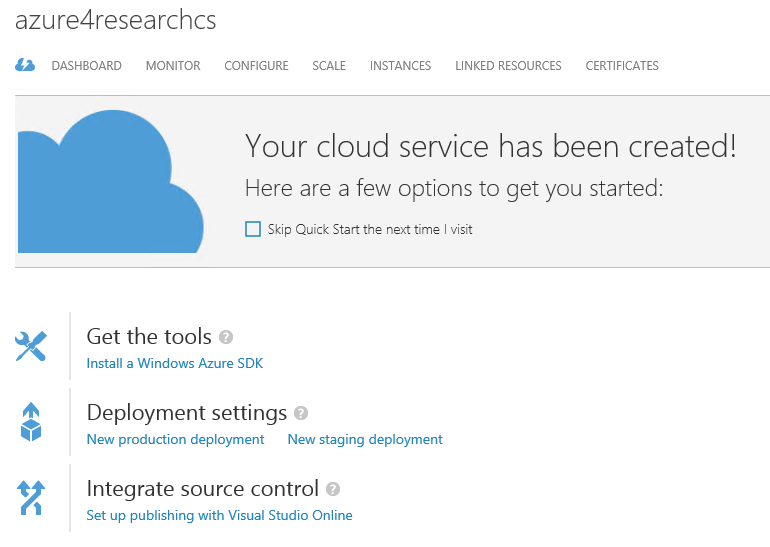 azure4researchcs
DASHBOARD MONITOR CONFIGURE SCALE INSTANCES LINKED RESOURCES CERTIFICATES
Your cloud service has been created!
Here are a few options to get you started:
Skip Quick Start the next time I visit
Get the tools ?
Install a Windows Azure SDK
Deployment settings ?
New production deployment New staging deployment
Integrate source control ?
Set up publishing with Visual Studio Online